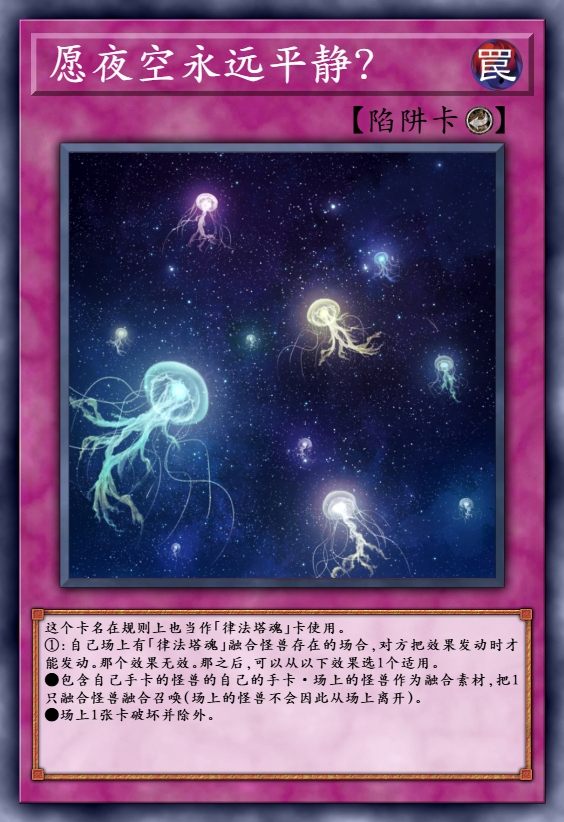 愿夜空永远平静?
罠
【陷阱卡】
这个卡名在规则上也当作「律法塔魂」卡使用。
①:自己场上有「律法塔魂」融合怪兽存在的场合,对方把效果发动时才
能发动。那个效果无效。那之后,可以从以下效果选1个适用。
●包含自己手卡的怪兽的自己的手卡・场上的怪兽作为融合素材,把1
只融合怪兽融合召唤(场上的怪兽不会因此从场上离开)。
●场上1张卡破坏并除外。